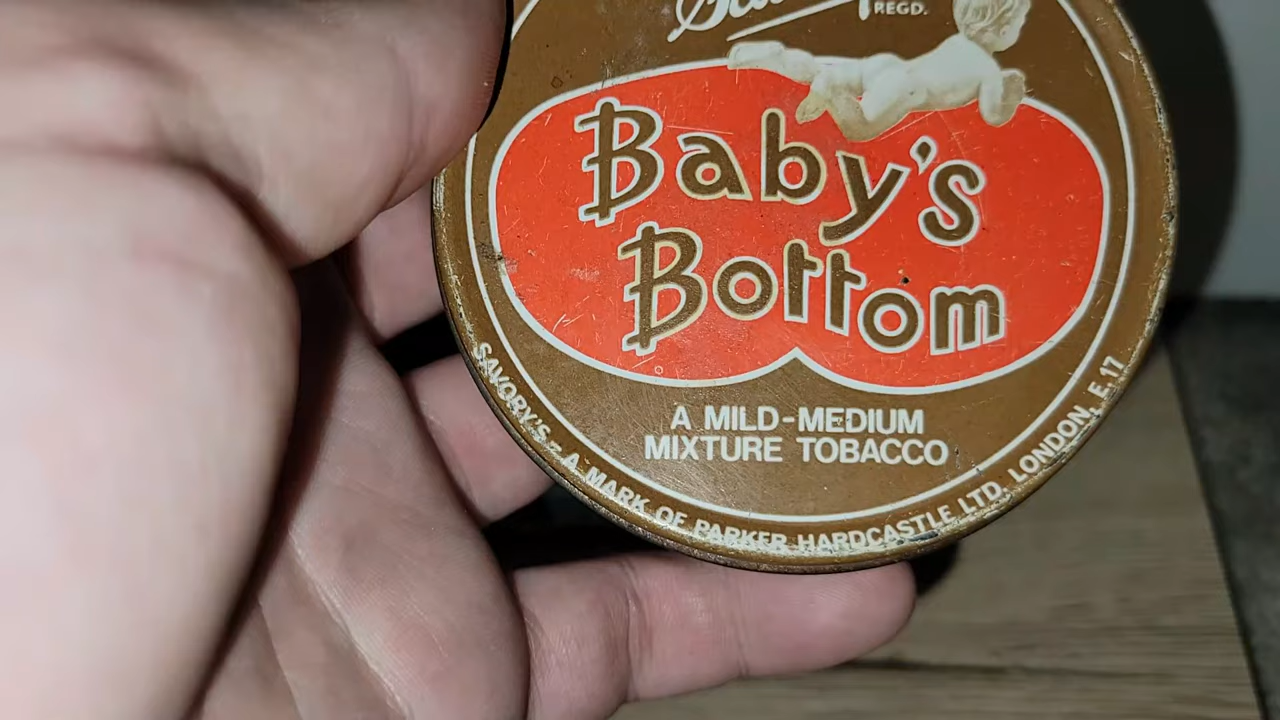 REGD.
Baby's
Bottom
A MILD-MEDIUM
MIXTURE TOBACCO
SAVORY'S - A MARK OF PARKER HARDCASTLE LTD. LONDON, E.17